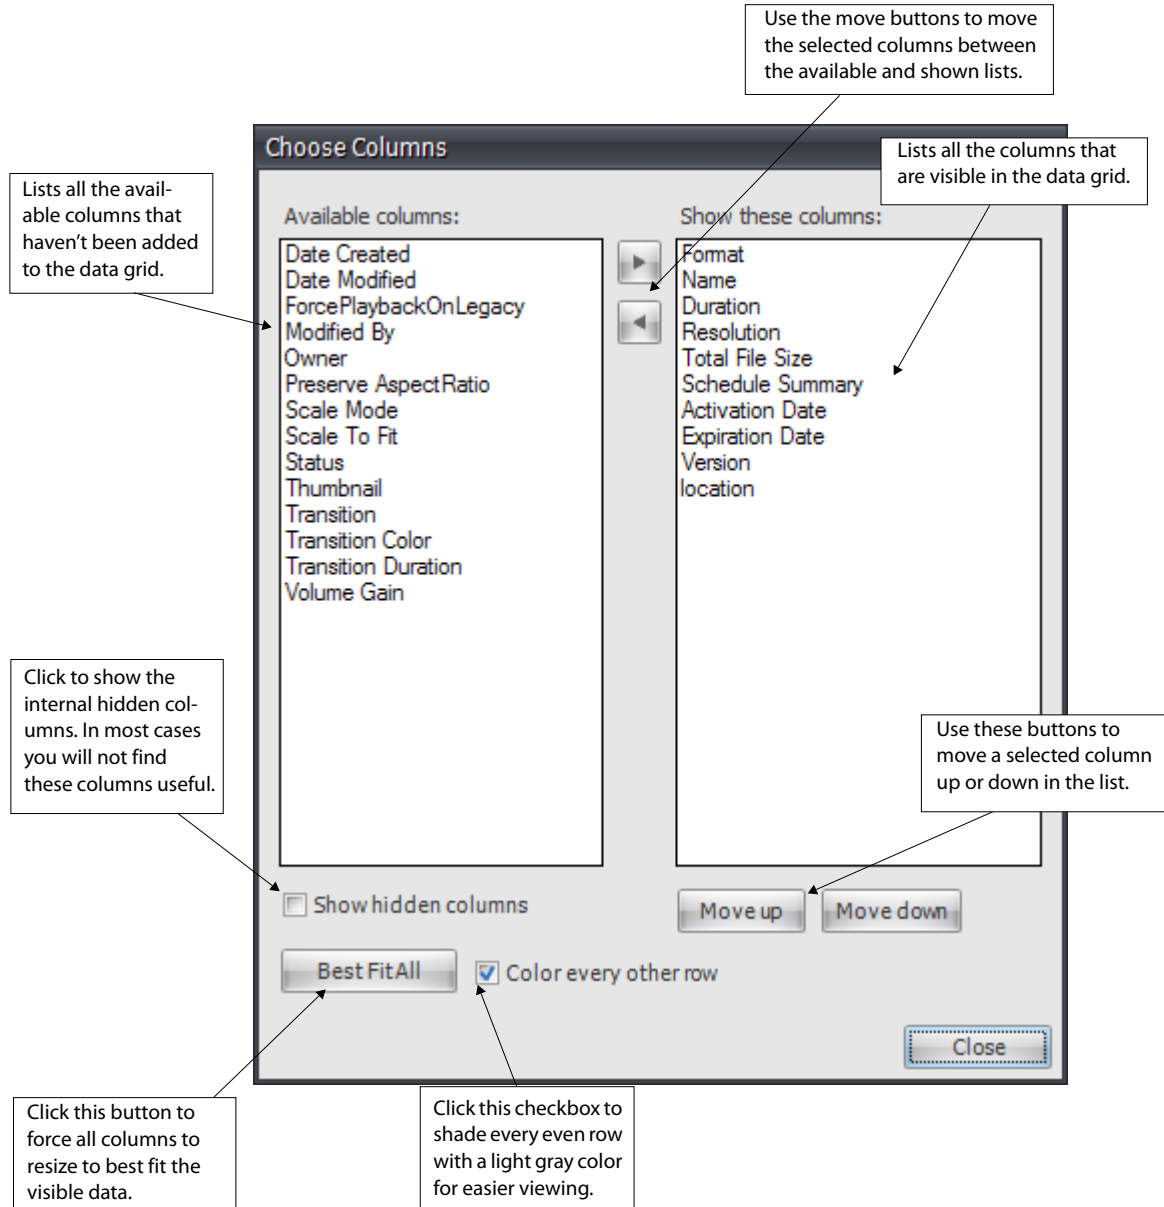 Use the move buttons to move
the selected columns between
the available and shown lists.
Choose Columns
Lists all the columns that
are visible in the data grid.
Lists all the avail-
able columns that
haven’t been added
to the data grid.
Available columns:
Show these columns:
Date Created
Date Modified
ForcePlaybackOnLegacy
Modified By
Owner
Preserve AspectRatio
Scale Mode
Scale To Fit
Status
Thumbnail
Transition
Transition Color
Transition Duration
Volume Gain
Format
Name
Duration
Resolution
Total File Size
Schedule Summary
Activation Date
Expiration Date
Version
location
Click to show the
internal hidden col-
umns. In most cases
you will not find
these columns useful.
Use these buttons to
move a selected column
up or down in the list.
Show hidden columns
Move up
Move down
Best Fit All
Color every other row
Close
Click this button to
force all columns to
resize to best fit the
visible data.
Click this checkbox to
shade every even row
with a light gray color
for easier viewing.